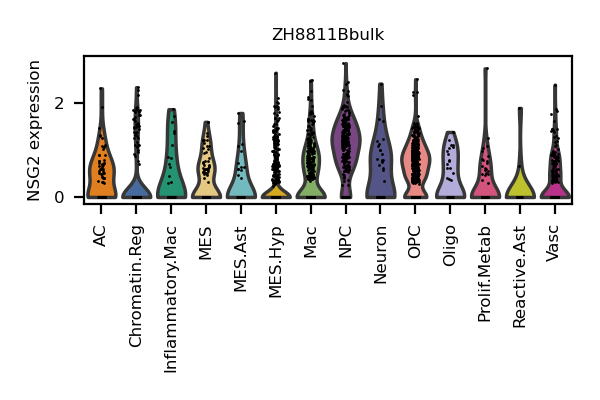 ZH8811Bbulk
NSG2 expression
2
0
AC
Chromatin.Reg
Inflammatory.Mac
MES
MES.Ast
MES.Hyp
Mac
NPC
Neuron
OPC
Oligo
Prolif.Metab
Reactive.Ast
Vasc